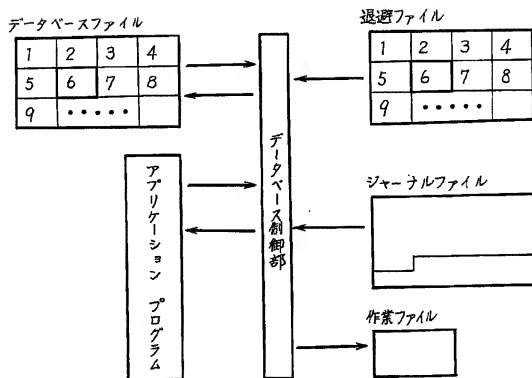 データベースファイル
1 2 3 4
5 6 7 8
9 ・・・・・
退避ファイル
1 2 3 4
5 6 7 8
9 ・・・・・
データベース制御部
アプリケーション プログラム
ジャーナルファイル
作業ファイル